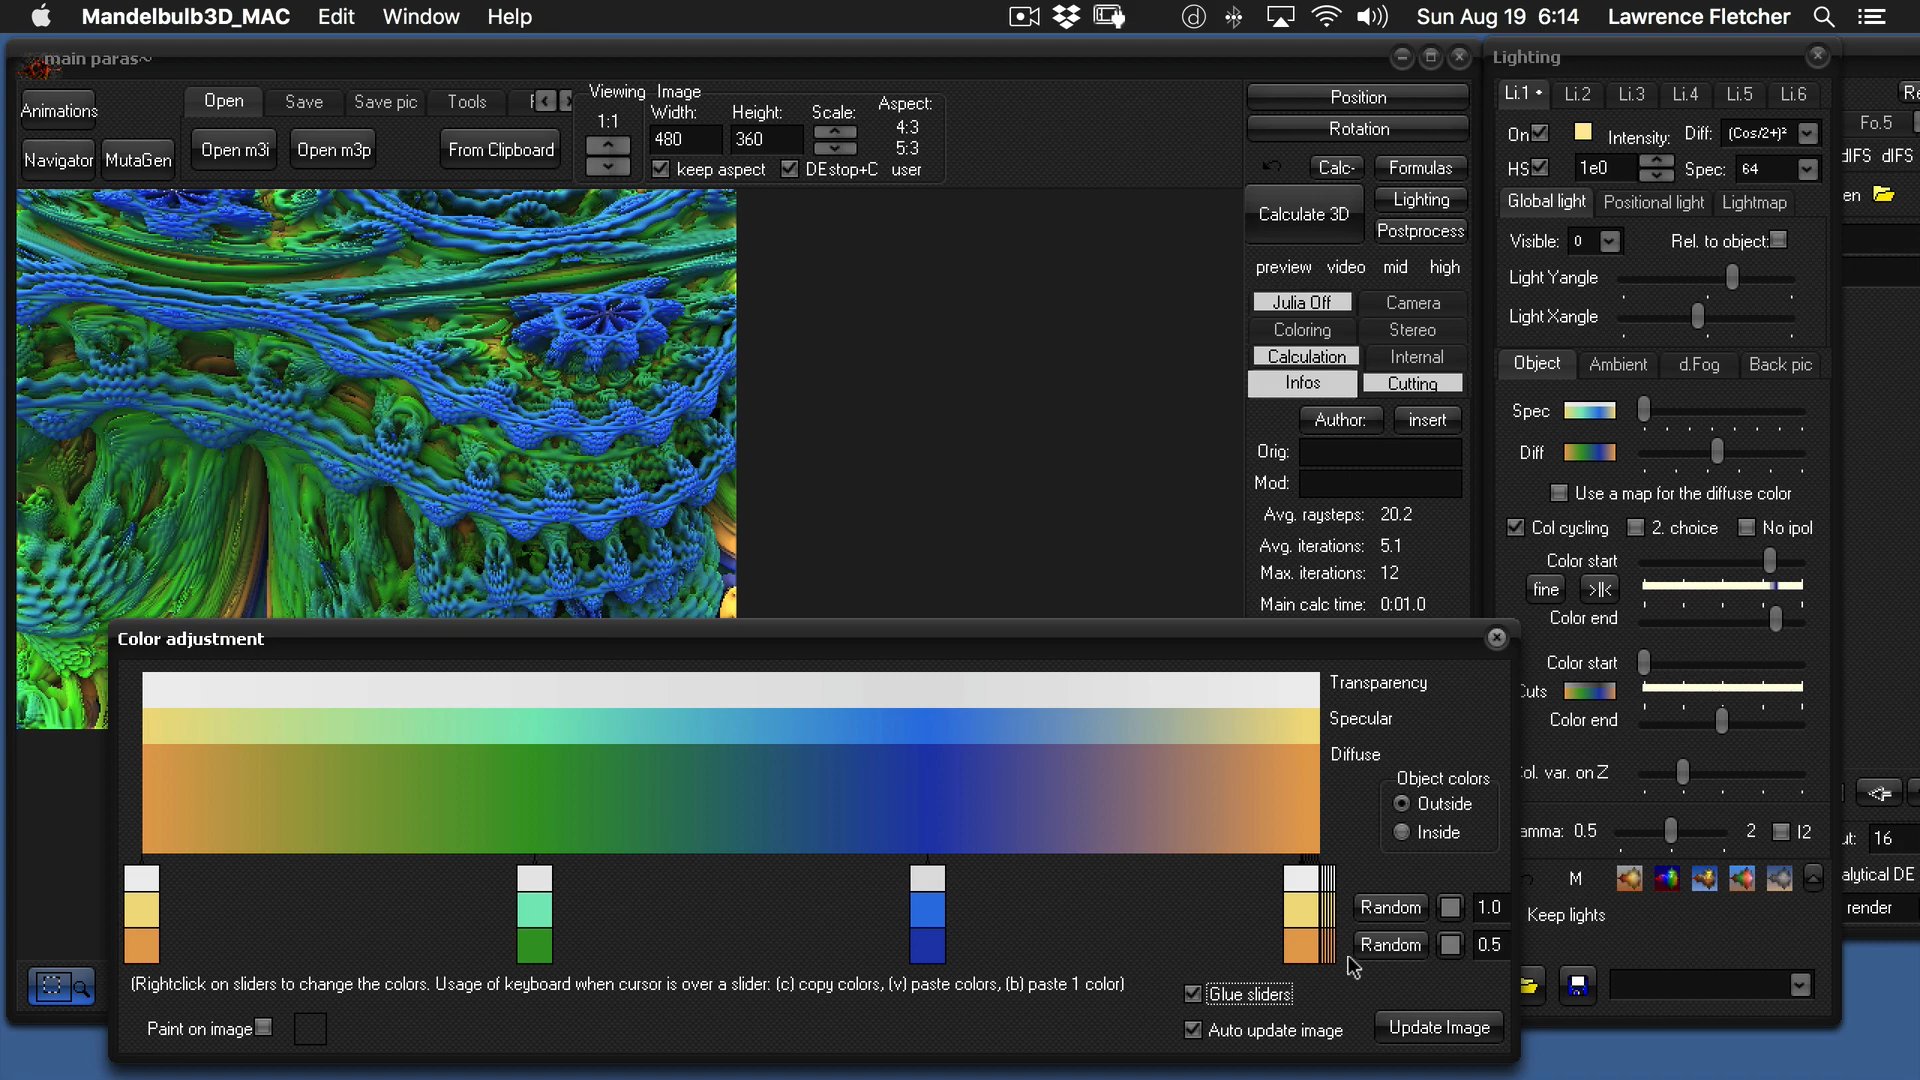 Mandelbulb3D_MAC Edit Window Help Sun Aug 19 6:14 Lawrence Fletcher
main paras~
Animations
Navigator MutaGen
Open Save Save pic Tools
Open m3i Open m3p From Clipboard
Viewing
1:1
Image
Width: Height: Scale: Aspect:
480 360 4:3
5:3
keep aspect DEstop+C user
Position
Rotation
Calc- Formulas
Calculate 3D Lighting
Postprocess
preview video mid high
Julia Off Camera
Coloring Stereo
Calculation Internal
Infos Cutting
Author: insert
Orig:
Mod:
Avg. raysteps: 20.2
Avg. iterations: 5.1
Max. iterations: 12
Main calc time: 0:01.0
Lighting
Li.1 Li.2 Li.3 Li.4 Li.5 Li.6
On Intensity: Diff: (Cos/2+)²
HS 1e0 Spec: 64
Global light Positional light Lightmap
Visible: 0 Rel. to object:
Light Yangle
Light Xangle
Object Ambient d.Fog Back pic
Spec
Diff
Use a map for the diffuse color
Col cycling 2. choice No ipol
Color start
fine >||<
Color end
Color start
Cuts
Color end
Col. var. on Z
amma: 0.5 2 I2
M
Keep lights
Re
Fo.5
dIFS dIFS
en
ut: 16
alytical DE
render
Color adjustment
Transparency
Specular
Diffuse
Object colors
Outside
Inside
Random 1.0
Random 0.5
(Rightclick on sliders to change the colors. Usage of keyboard when cursor is over a slider: (c) copy colors, (v) paste colors, (b) paste 1 color)
Glue sliders
Paint on image Auto update image Update Image